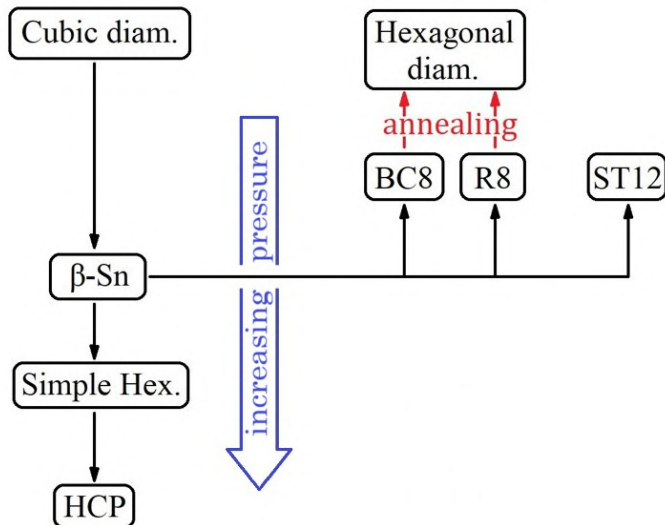 Cubic diam.
Hexagonal
diam.
annealing
BC8
R8
ST12
increasing pressure
β-Sn
Simple Hex.
HCP